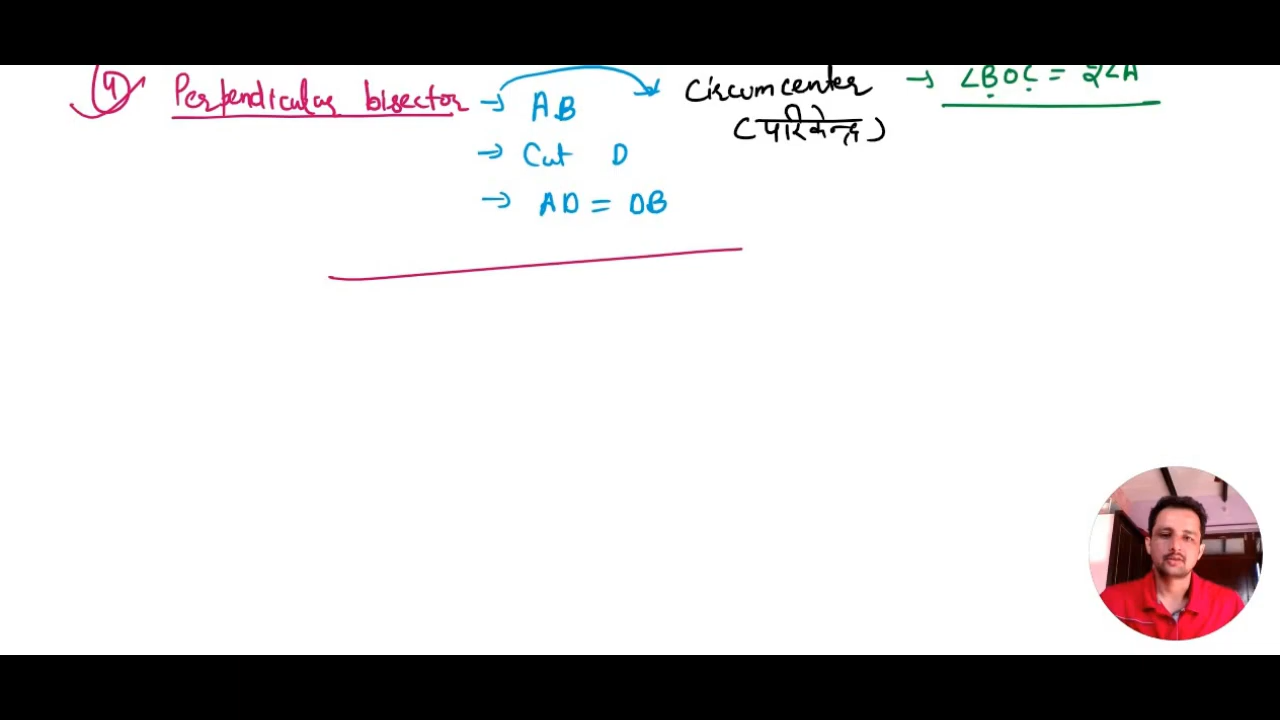 4 Perpendicular bisector → AB Circumcenter → ∠BOC = 2∠A
(परिकेन्द्र)
→ Cut D
→ AD = DB